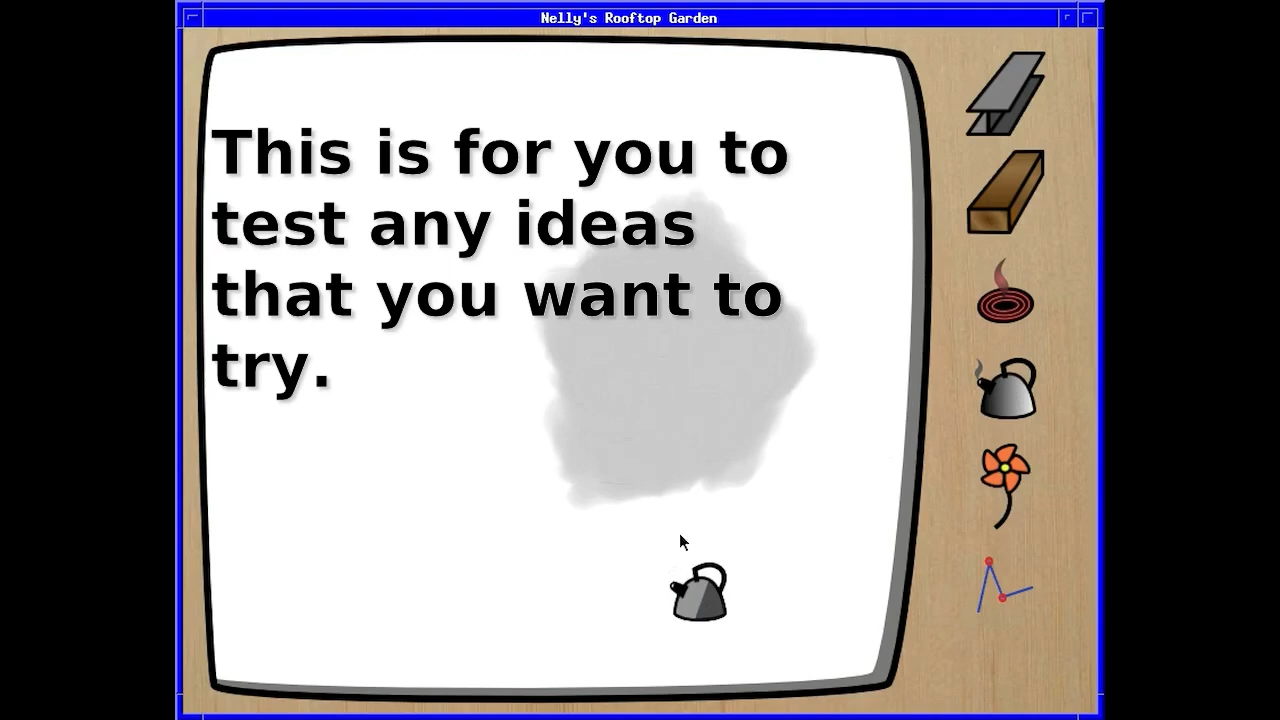 Nelly's Rooftop Garden
This is for you to
test any ideas
that you want to
try.